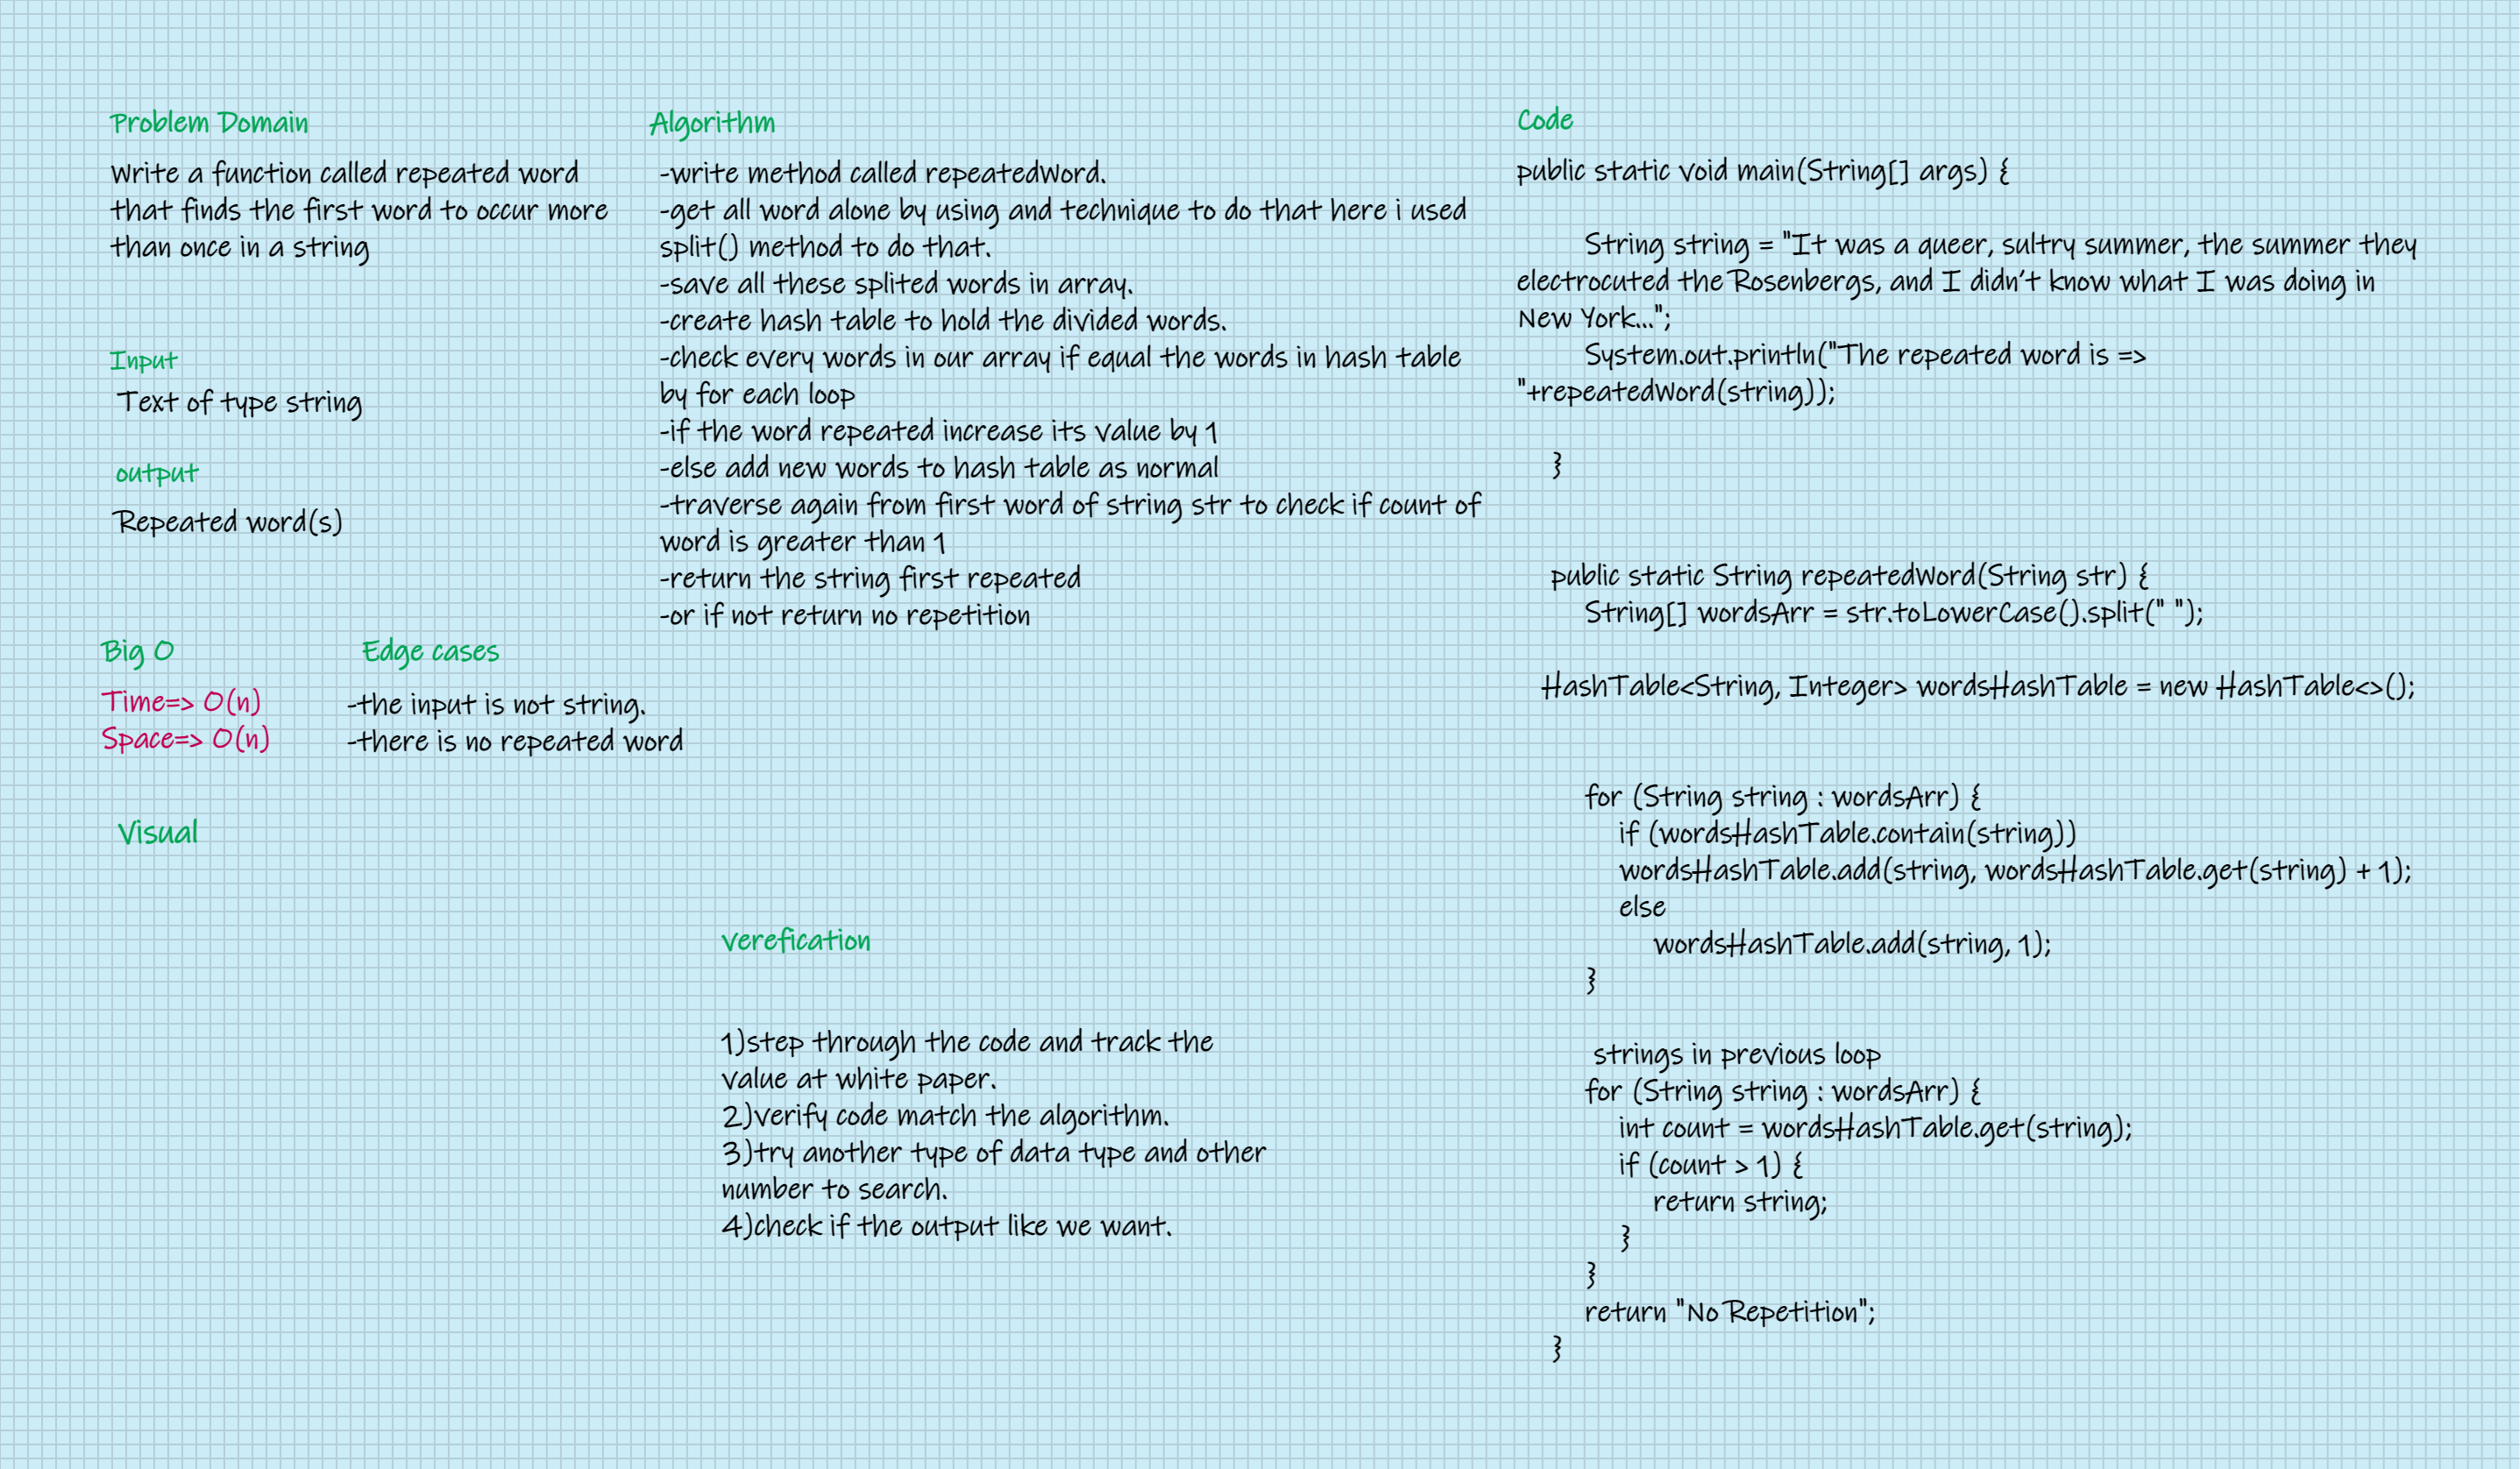 Problem Domain
Write a function called repeated word
that finds the first word to occur more
than once in a string
Input
Text of type string
output
Repeated word(s)
Big O
Time=> O(n)
Space=> O(n)
Edge cases
-the input is not string.
-there is no repeated word
Visual
Algorithm
-write method called repeatedWord.
-get all word alone by using and technique to do that here i used
split() method to do that.
-save all these splited words in array.
-create hash table to hold the divided words.
-check every words in our array if equal the words in hash table
by for each loop
-if the word repeated increase its value by 1
-else add new words to hash table as normal
-traverse again from first word of string str to check if count of
word is greater than 1
-return the string first repeated
-or if not return no repetition
verefication
1)step through the code and track the
value at white paper.
2)verify code match the algorithm.
3)try another type of data type and other
number to search.
4)check if the output like we want.
Code
public static void main(String[] args) {
String string = "It was a queer, sultry summer, the summer they
electrocuted the Rosenbergs, and I didn't know what I was doing in
New York...";
System.out.println("The repeated word is =>
"+repeatedWord(string));
}
public static String repeatedWord(String str) {
String[] wordsArr = str.toLowerCase().split(" ");
HashTable<String, Integer> wordsHashTable = new HashTable<>();
for (String string : wordsArr) {
if (wordsHashTable.contain(string))
wordsHashTable.add(string, wordsHashTable.get(string) + 1);
else
wordsHashTable.add(string, 1);
}
strings in previous loop
for (String string : wordsArr) {
int count = wordsHashTable.get(string);
if (count > 1) {
return string;
}
}
return "No Repetition";
}